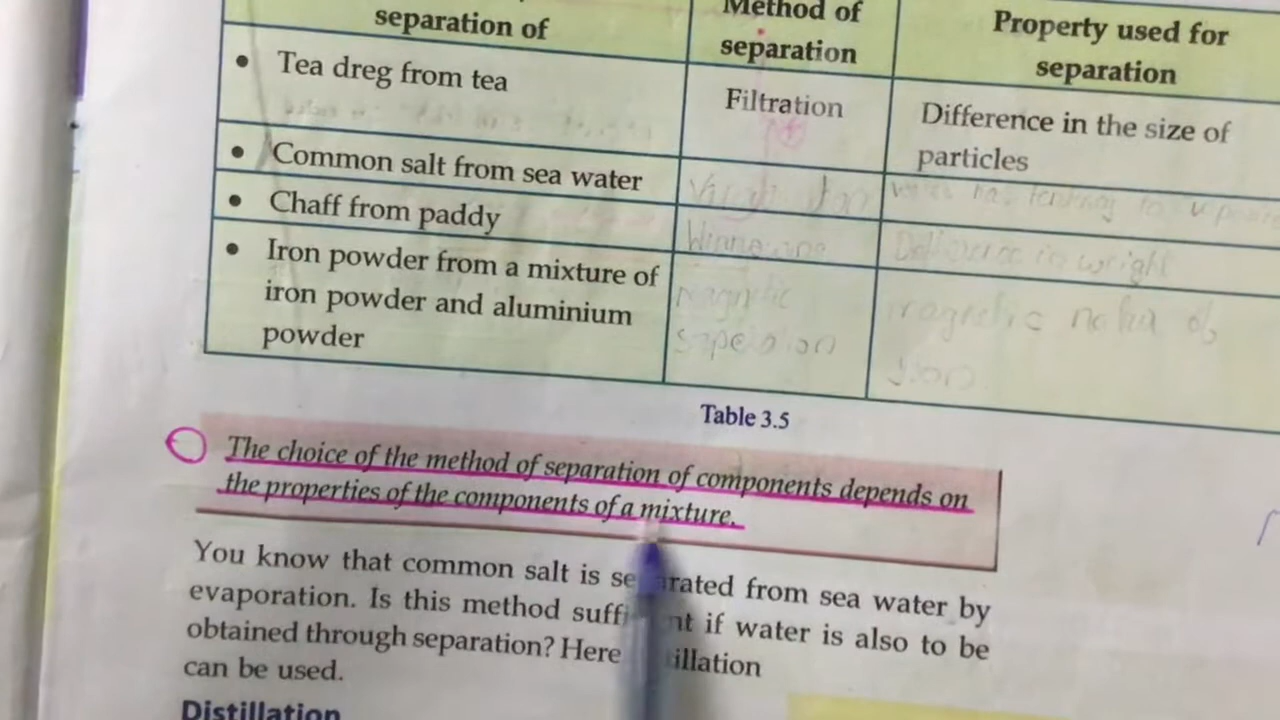 separation of
Method of
separation
Property used for
separation
• Tea dreg from tea
Filtration
Difference in the size of
particles
• Common salt from sea water
• Chaff from paddy
• Iron powder from a mixture of
iron powder and aluminium
powder
Table 3.5
The choice of the method of separation of components depends on
the properties of the components of a mixture.
You know that common salt is se rated from sea water by
evaporation. Is this method suff nt if water is also to be
obtained through separation? Here illation
can be used.
Distillation